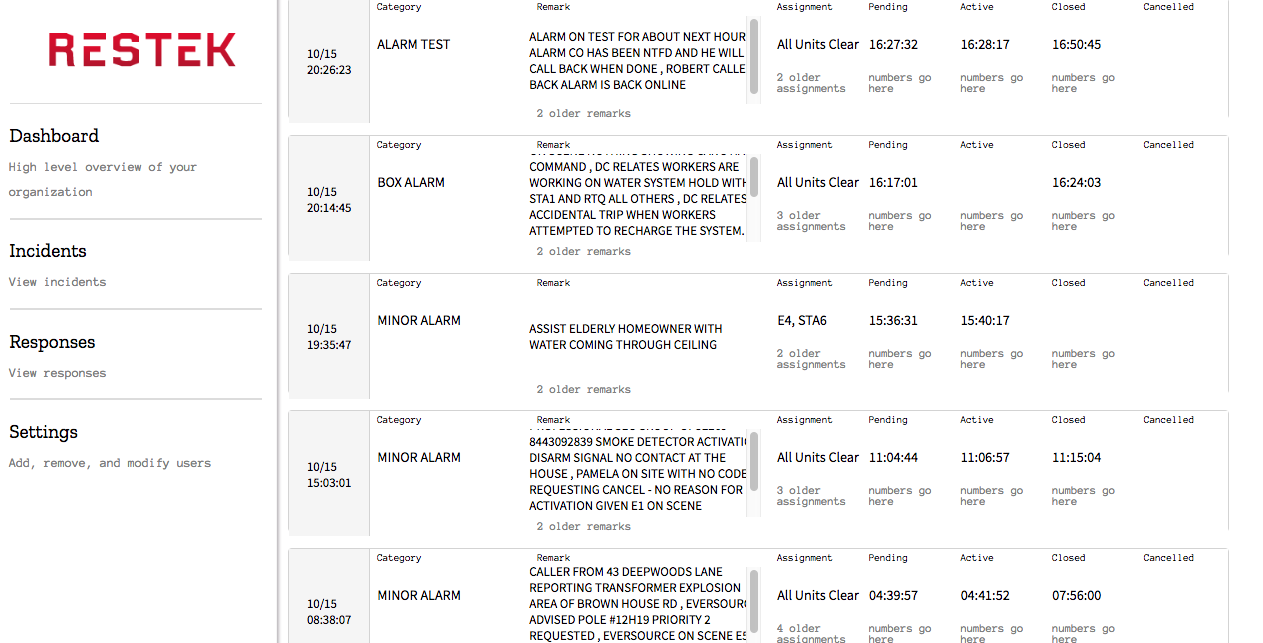 RESTEK
Dashboard
High level overview of your
organization
Incidents
View incidents
Responses
View responses
Settings
Add, remove, and modify users
Category Remark Assignment Pending Active Closed Cancelled
10/15
20:26:23
ALARM TEST
ALARM ON TEST FOR ABOUT NEXT HOUR
ALARM CO HAS BEEN NTFD AND HE WILL
CALL BACK WHEN DONE , ROBERT CALLE
BACK ALARM IS BACK ONLINE
2 older remarks
All Units Clear 16:27:32 16:28:17 16:50:45
2 older assignments
numbers go here
numbers go here
numbers go here
Category Remark Assignment Pending Active Closed Cancelled
10/15
20:14:45
BOX ALARM
COMMAND , DC RELATES WORKERS ARE
WORKING ON WATER SYSTEM HOLD WITH
STA1 AND RTQ ALL OTHERS , DC RELATES
ACCIDENTAL TRIP WHEN WORKERS
ATTEMPTED TO RECHARGE THE SYSTEM.
2 older remarks
All Units Clear 16:17:01 16:24:03
3 older assignments
numbers go here
numbers go here
numbers go here
Category Remark Assignment Pending Active Closed Cancelled
10/15
19:35:47
MINOR ALARM
ASSIST ELDERLY HOMEOWNER WITH
WATER COMING THROUGH CEILING
2 older remarks
E4, STA6 15:36:31 15:40:17
2 older assignments
numbers go here
numbers go here
numbers go here
Category Remark Assignment Pending Active Closed Cancelled
10/15
15:03:01
MINOR ALARM
8443092839 SMOKE DETECTOR ACTIVATI
DISARM SIGNAL NO CONTACT AT THE
HOUSE , PAMELA ON SITE WITH NO CODE
REQUESTING CANCEL - NO REASON FOR
ACTIVATION GIVEN E1 ON SCENE
2 older remarks
All Units Clear 11:04:44 11:06:57 11:15:04
3 older assignments
numbers go here
numbers go here
numbers go here
Category Remark Assignment Pending Active Closed Cancelled
10/15
08:38:07
MINOR ALARM
CALLER FROM 43 DEEPWOODS LANE
REPORTING TRANSFORMER EXPLOSION
AREA OF BROWN HOUSE RD , EVERSOUR
ADVISED POLE #12H19 PRIORITY 2
REQUESTED , EVERSOURCE ON SCENE E5
All Units Clear 04:39:57 04:41:52 07:56:00
4 older assignments
numbers go here
numbers go here
numbers go here